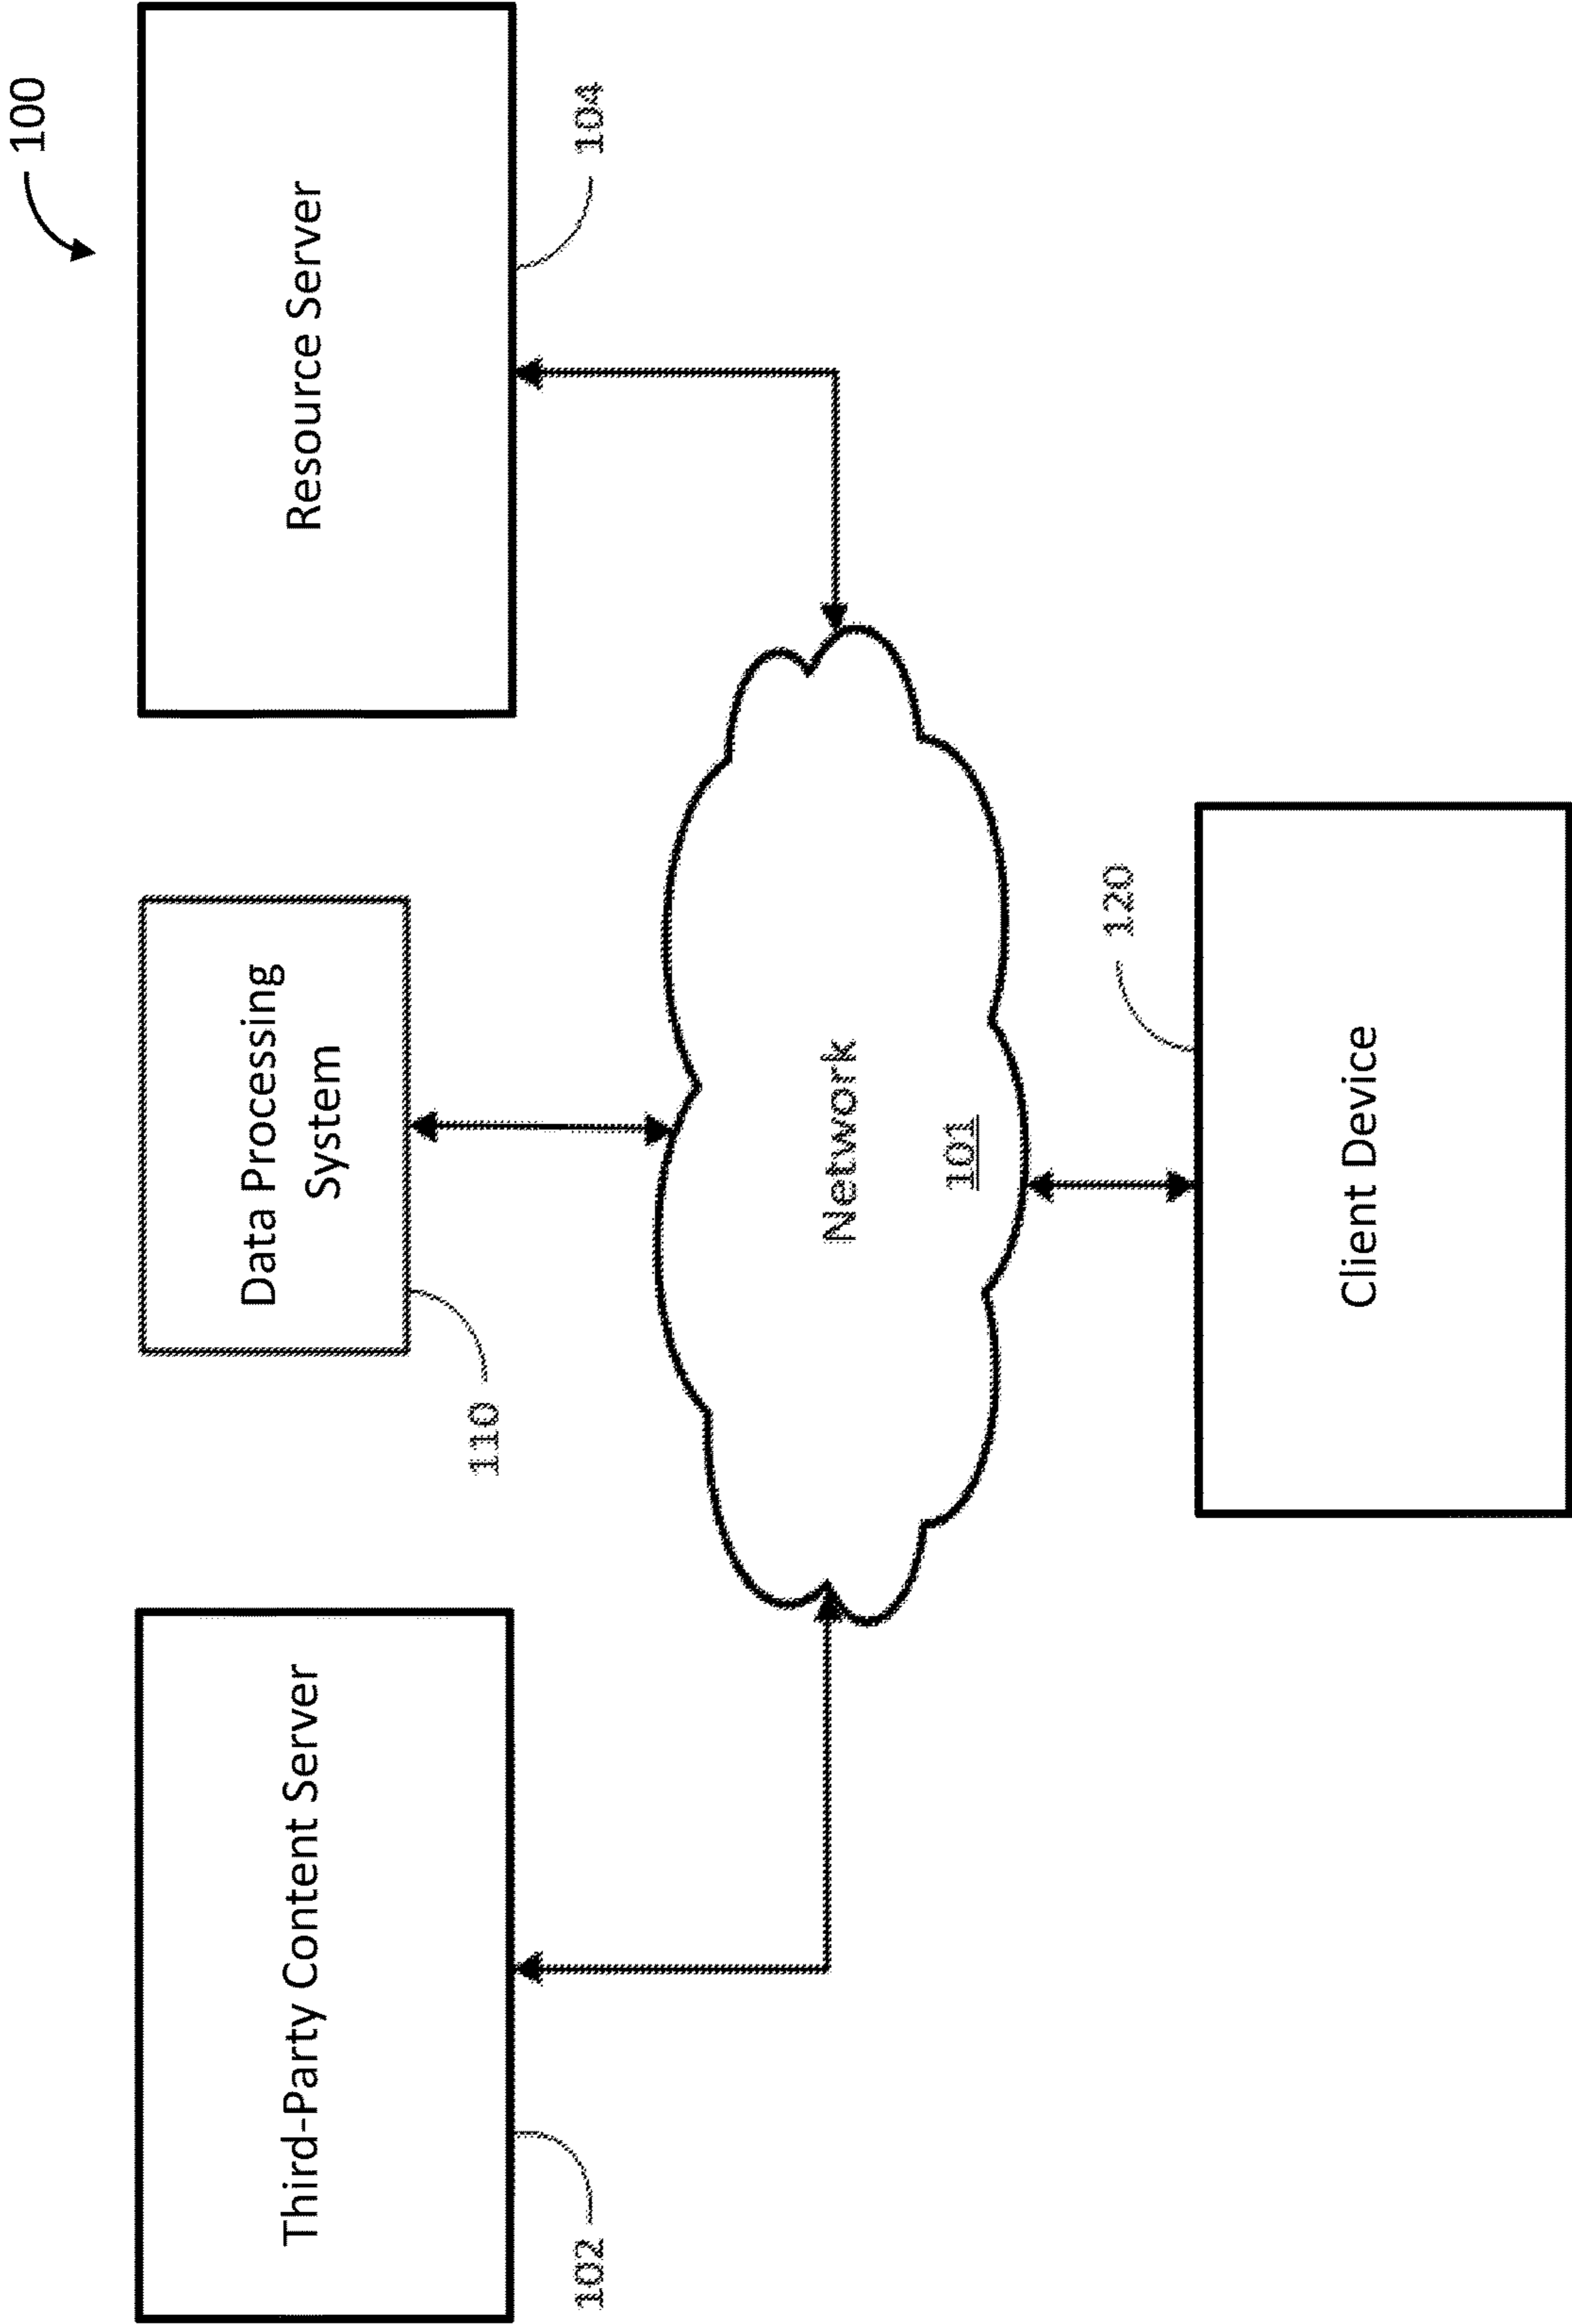 100
Third-Party Content Server
Data Processing
System
Resource Server
102
110
104
Network
101
120
Client Device